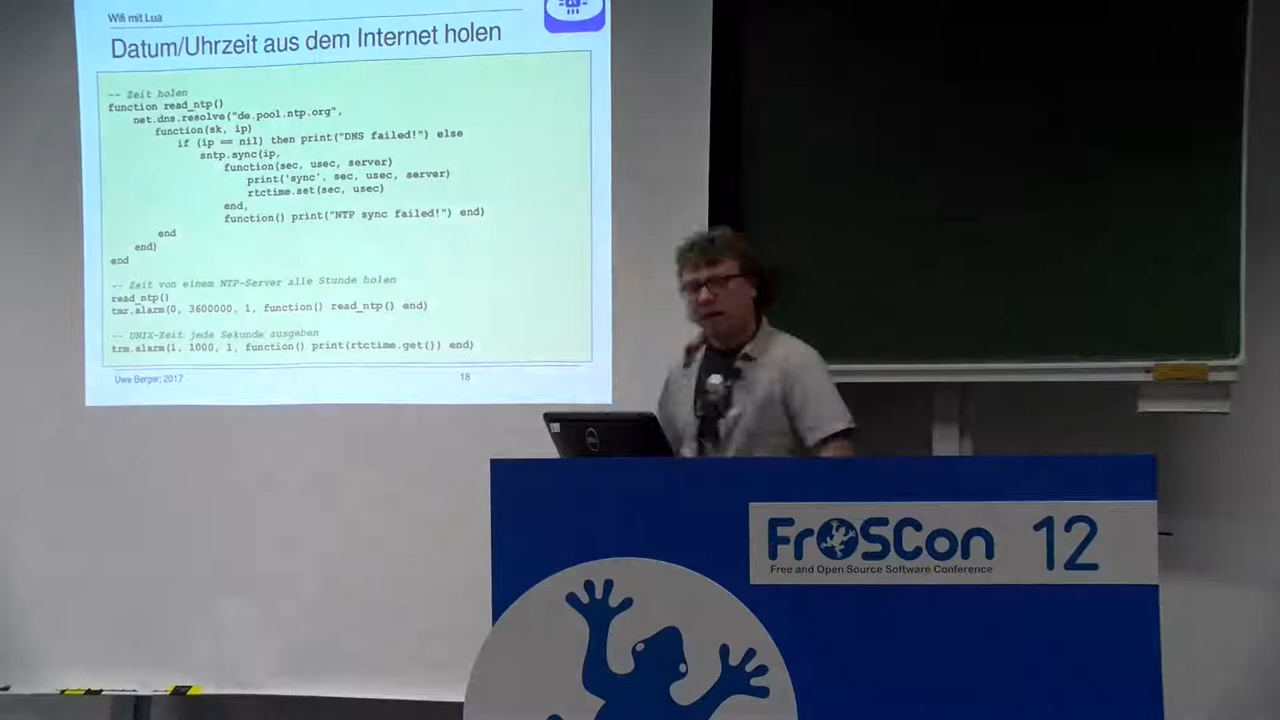 Wifi mit Lua
Datum/Uhrzeit aus dem Internet holen
-- Zeit holen
function read_ntp()
net.dns.resolve("de.pool.ntp.org",
function(sk, ip)
if (ip == nil) then print("DNS failed!") else
sntp.sync(ip,
function(sec, usec, server)
print('sync', sec, usec, server)
rtctime.set(sec, usec)
end,
function() print("NTP sync failed!") end)
end
end)
end
-- Zeit von einem NTP-Server alle Stunde holen
read_ntp()
tmr.alarm(0, 3600000, 1, function() read_ntp() end)
-- UNIX-Zeit jede Sekunde ausgeben
trm.alarm(1, 1000, 1, function() print(rtctime.get()) end)
Uwe Berger; 2017
18
DELL
FrOSCon 12
Free and Open Source Software Conference